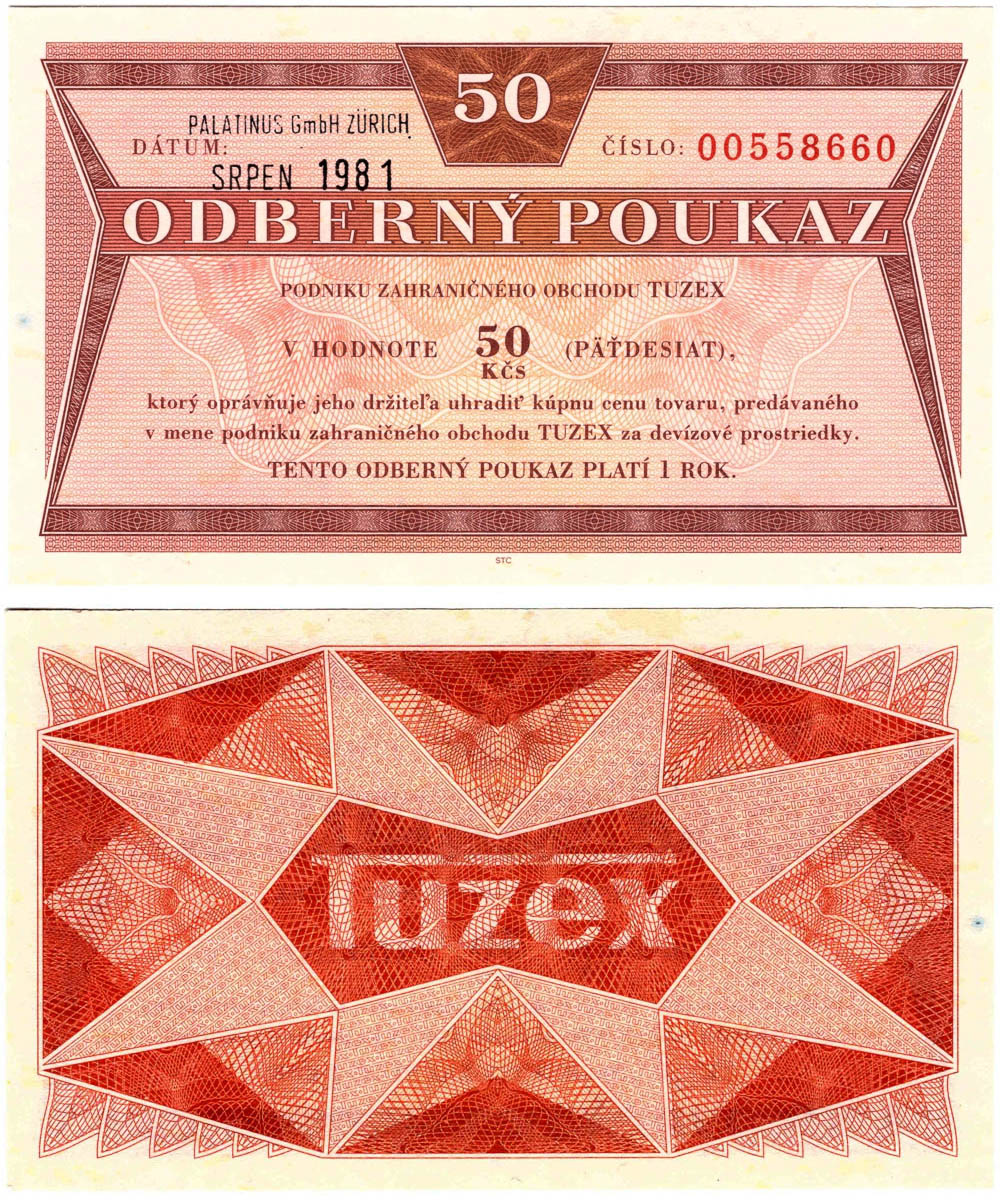 50
PALATINUS GmbH ZÜRICH,
DÁTUM:
ČÍSLO: 00558660
SRPEN 1981
ODBERNÝ POUKAZ
PODNIKU ZAHRANIČNÉHO OBCHODU TUZEX
V HODNOTE 50 (PÄŤDESIAT),
KČS
ktorý oprávňuje jeho držiteľa uhradiť kúpnu cenu tovaru, predávaného
v mene podniku zahraničného obchodu TUZEX za devízové prostriedky.
TENTO ODBERNÝ POUKAZ PLATÍ 1 ROK.
STC
Tuzex